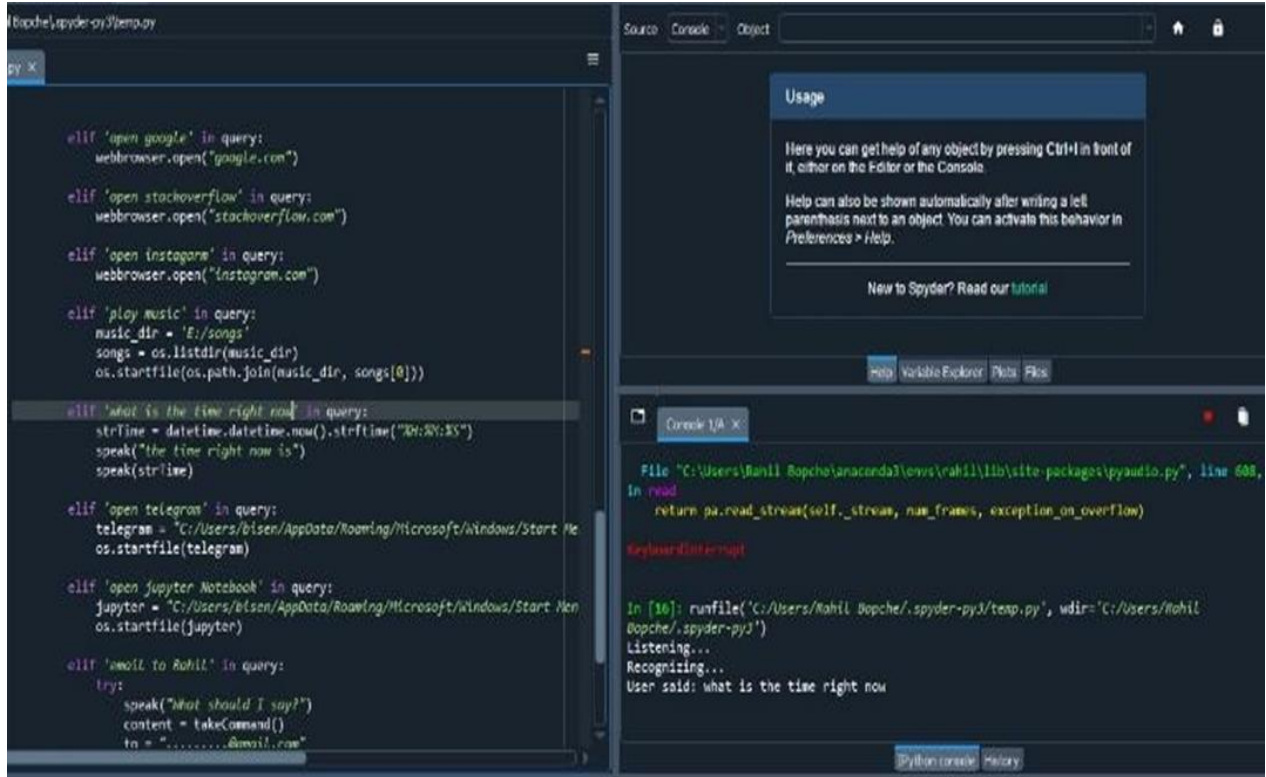 l Bopche\.spyder-py3\temp.py
py ×
elif 'open google' in query:
webbrowser.open("google.com")
elif 'open stackoverflow' in query:
webbrowser.open("stackoverflow.com")
elif 'open instagarm' in query:
webbrowser.open("instagram.com")
elif 'play music' in query:
music_dir = 'E:/songs'
songs = os.listdir(music_dir)
os.startfile(os.path.join(music_dir, songs[0]))
elif 'what is the time right now' in query:
strTime = datetime.datetime.now().strftime("%H:%M:%S")
speak("the time right now is")
speak(strTime)
elif 'open telegram' in query:
telegram = "C:/Users/bisen/AppData/Roaming/Microsoft/Windows/Start Me
os.startfile(telegram)
elif 'open jupyter Notebook' in query:
jupyter = "C:/Users/bisen/AppData/Roaming/Microsoft/Windows/Start Men
os.startfile(jupyter)
elif 'email to Rahil' in query:
try:
speak("What should I say?")
content = takeCommand()
to = ".........@gmail.com"
Source Console Object
Usage
Here you can get help of any object by pressing Ctrl+I in front of
it, either on the Editor or the Console.
Help can also be shown automatically after writing a left
parenthesis next to an object. You can activate this behavior in
Preferences > Help.
New to Spyder? Read our tutorial
Help Variable Explorer Plots Files
Console 1/A ×
File "C:\Users\Rahil Bopche\anaconda3\envs\rahil\lib\site-packages\pyaudio.py", line 608,
in read
return pa.read_stream(self._stream, num_frames, exception_on_overflow)
KeyboardInterrupt
In [16]: runfile('C:/Users/Rahil Bopche/.spyder-py3/temp.py', wdir='C:/Users/Rahil
Bopche/.spyder-py3')
Listening...
Recognizing...
User said: what is the time right now
IPython console History